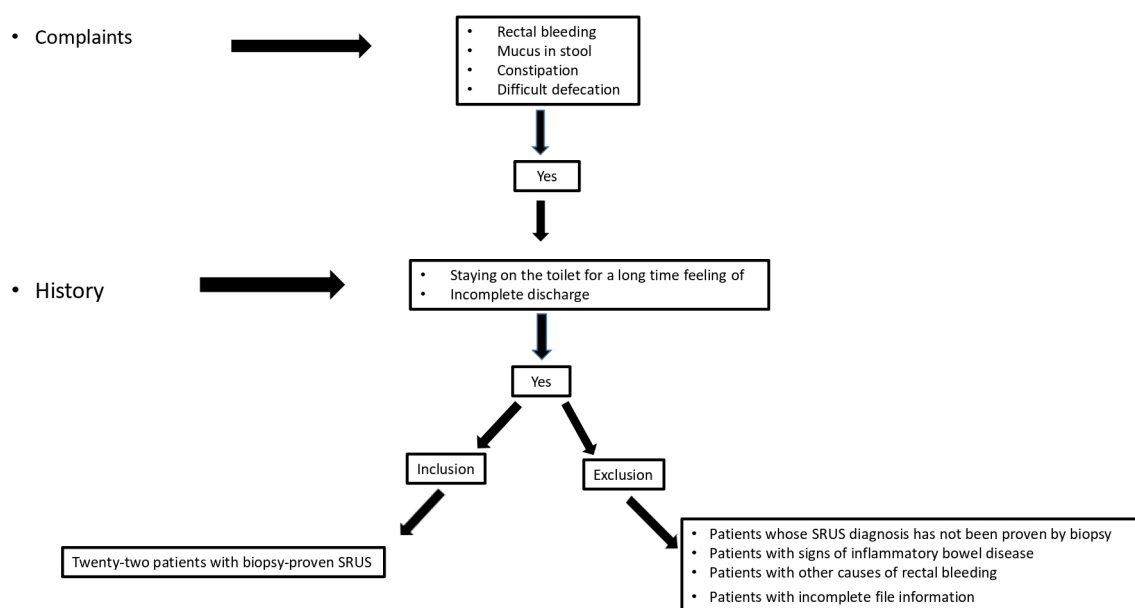 • Complaints
• Rectal bleeding
• Mucus in stool
• Constipation
• Difficult defecation
Yes
• History
• Staying on the toilet for a long time feeling of
• Incomplete discharge
Yes
Inclusion
Exclusion
Twenty-two patients with biopsy-proven SRUS
• Patients whose SRUS diagnosis has not been proven by biopsy
• Patients with signs of inflammatory bowel disease
• Patients with other causes of rectal bleeding
• Patients with incomplete file information